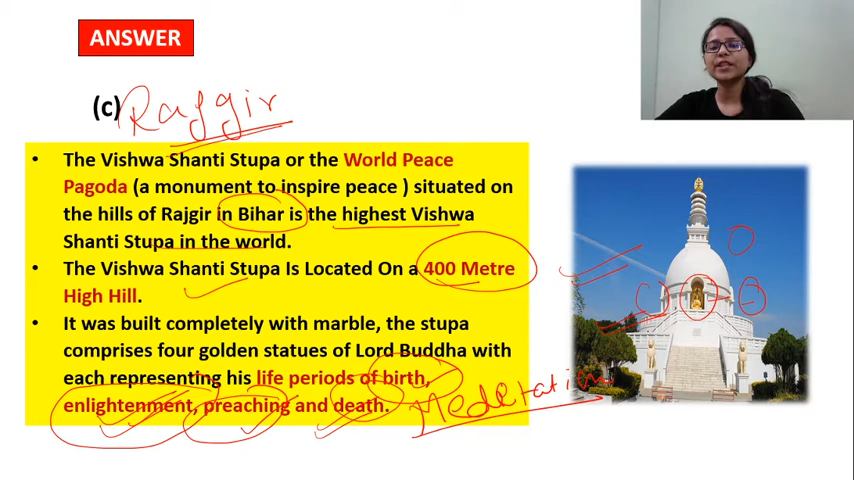 ANSWER
(c) Rajgir
• The Vishwa Shanti Stupa or the World Peace
Pagoda (a monument to inspire peace ) situated on
the hills of Rajgir in Bihar is the highest Vishwa
Shanti Stupa in the world.
• The Vishwa Shanti Stupa Is Located On a 400 Metre
High Hill.
• It was built completely with marble, the stupa
comprises four golden statues of Lord Buddha with
each representing his life periods of birth,
enlightenment, preaching and death.
Meditation